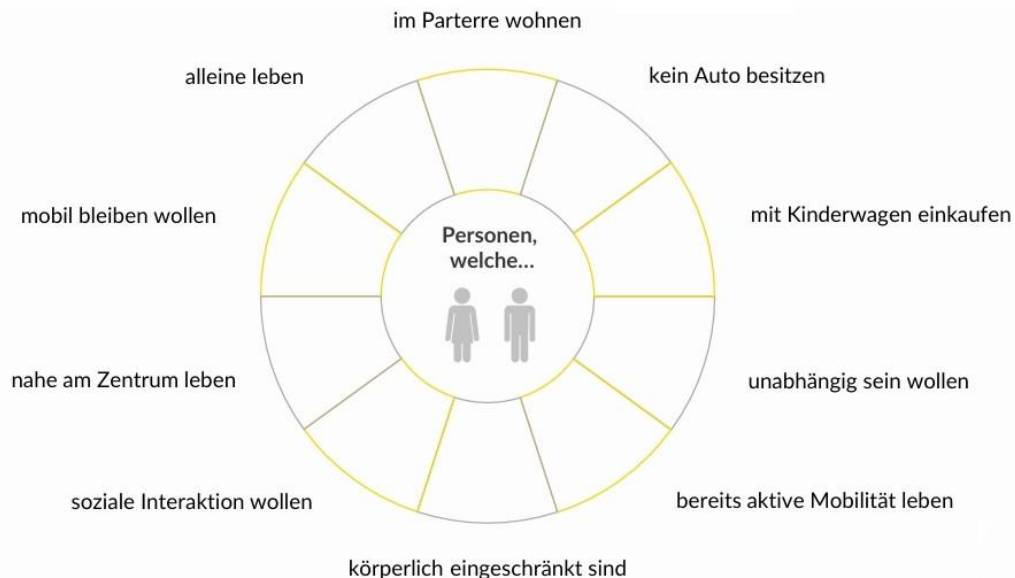 im Parterre wohnen
alleine leben
kein Auto besitzen
mobil bleiben wollen
mit Kinderwagen einkaufen
Personen,
welche...
nahe am Zentrum leben
unabhängig sein wollen
soziale Interaktion wollen
bereits aktive Mobilität leben
körperlich eingeschränkt sind